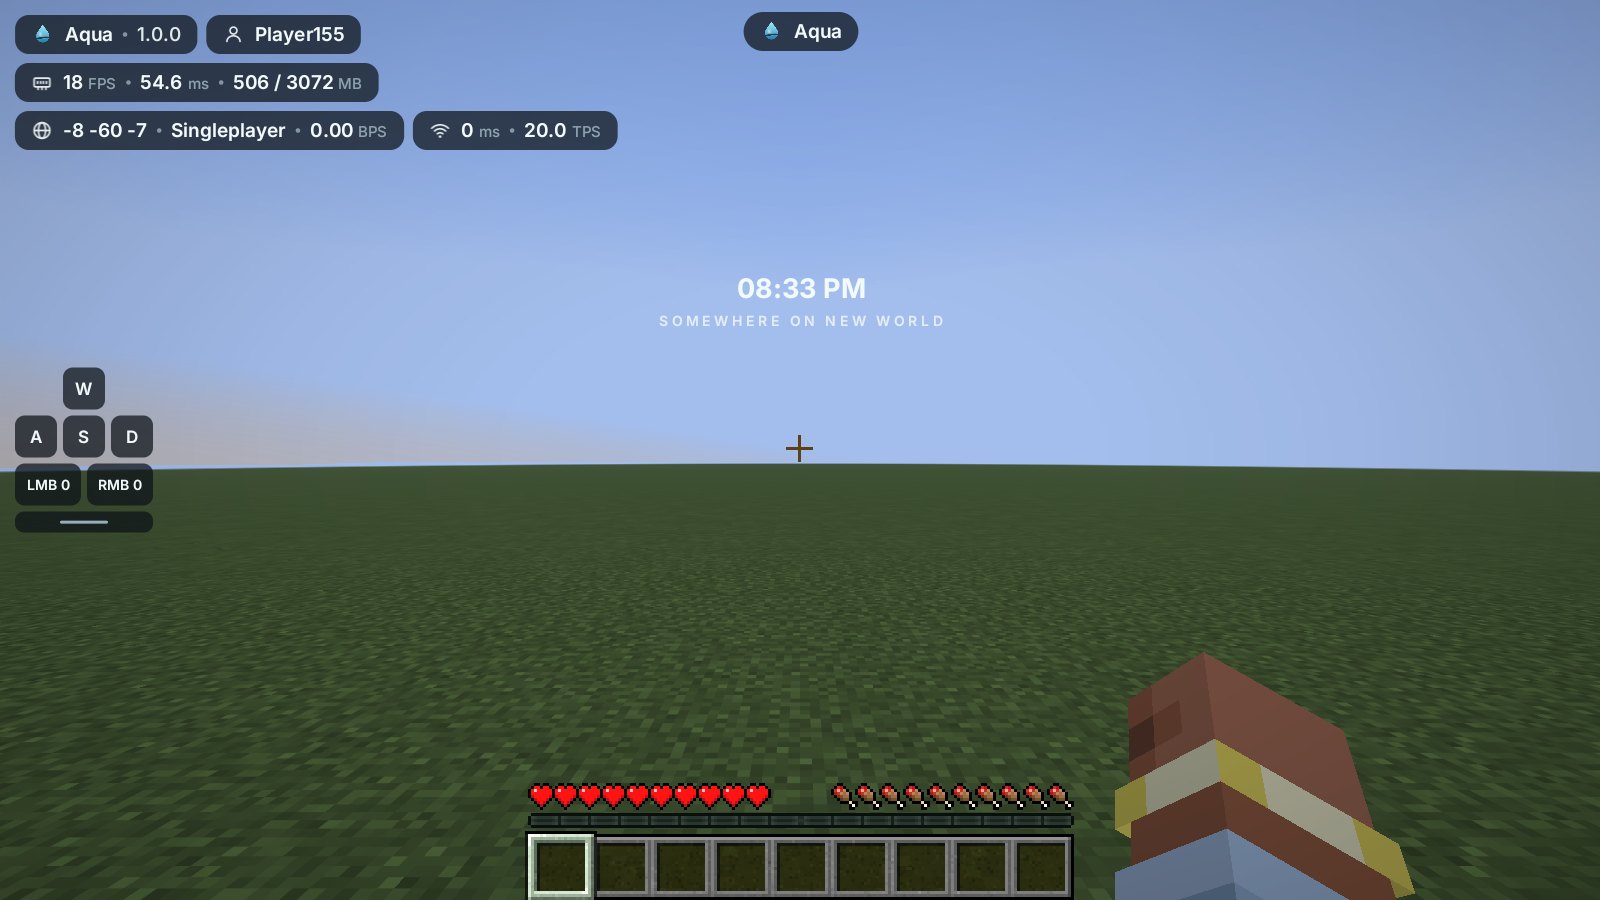 Aqua • 1.0.0
Player155
Aqua
18 FPS • 54.6 ms • 506 / 3072 MB
-8 -60 -7 • Singleplayer • 0.00 BPS
0 ms • 20.0 TPS
08:33 PM
SOMEWHERE ON NEW WORLD
W
A S D
LMB 0 RMB 0